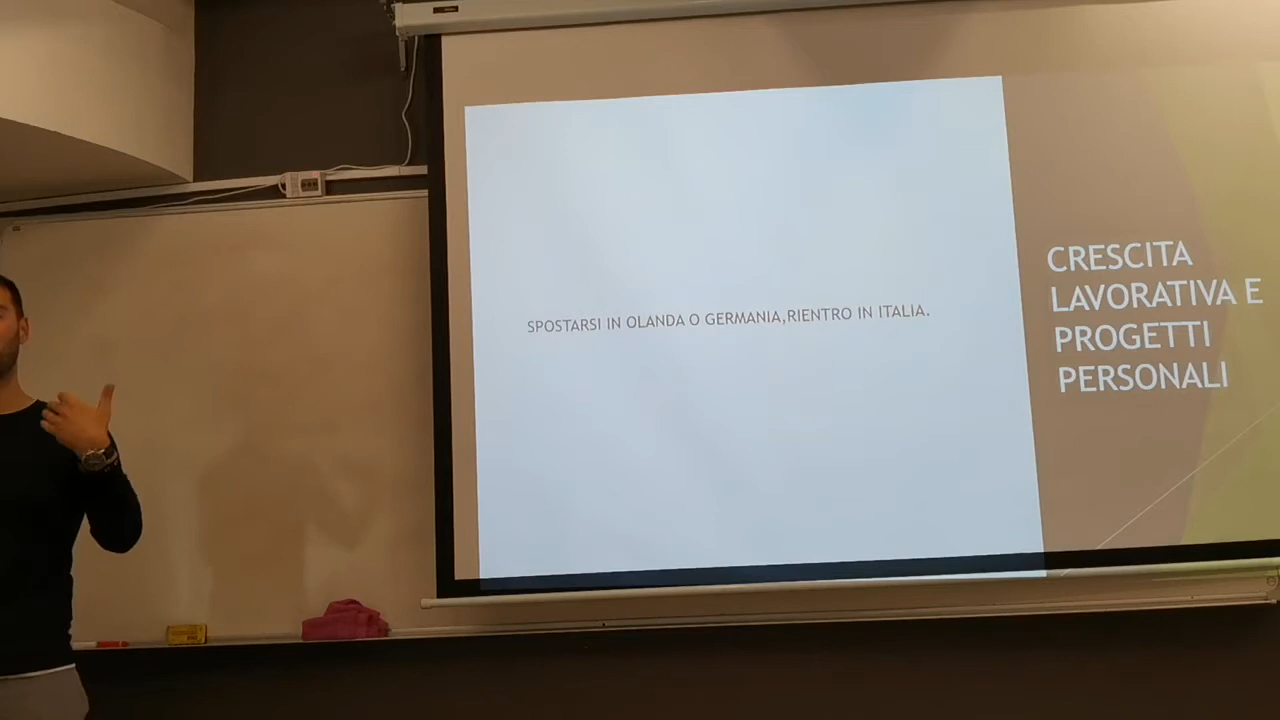 SPOSTARSI IN OLANDA O GERMANIA,RIENTRO IN ITALIA.
CRESCITA
LAVORATIVA E
PROGETTI
PERSONALI